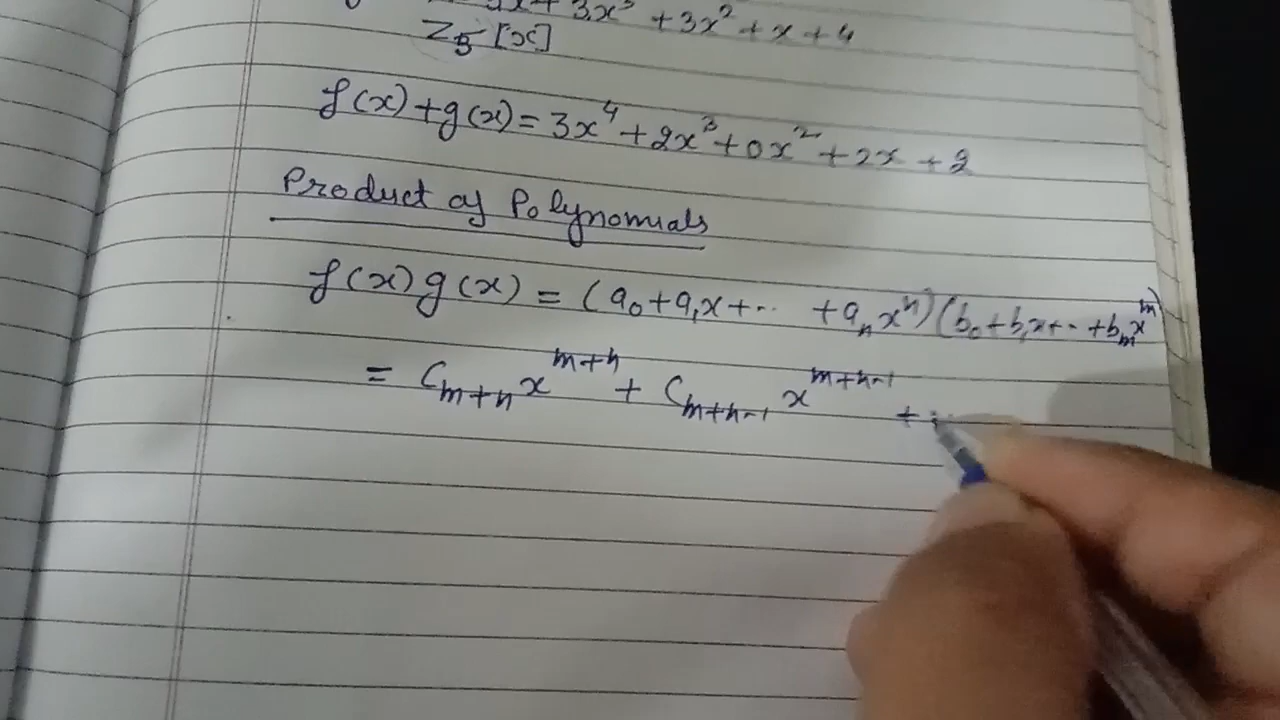 3x³ + 3x² + x + 4
Z₅[x]
f(x)+g(x) = 3x⁴ + 2x³ + 0x² + 2x + 2
Product of Polynomials
f(x)g(x) = (a₀+a₁x+⋯ +aₙxⁿ)(b₀+b₁x+⋯+bₘxᵐ)
= Cₘ₊ₙ xᵐ⁺ⁿ + Cₘ₊ₙ₋₁ xᵐ⁺ⁿ⁻¹ +